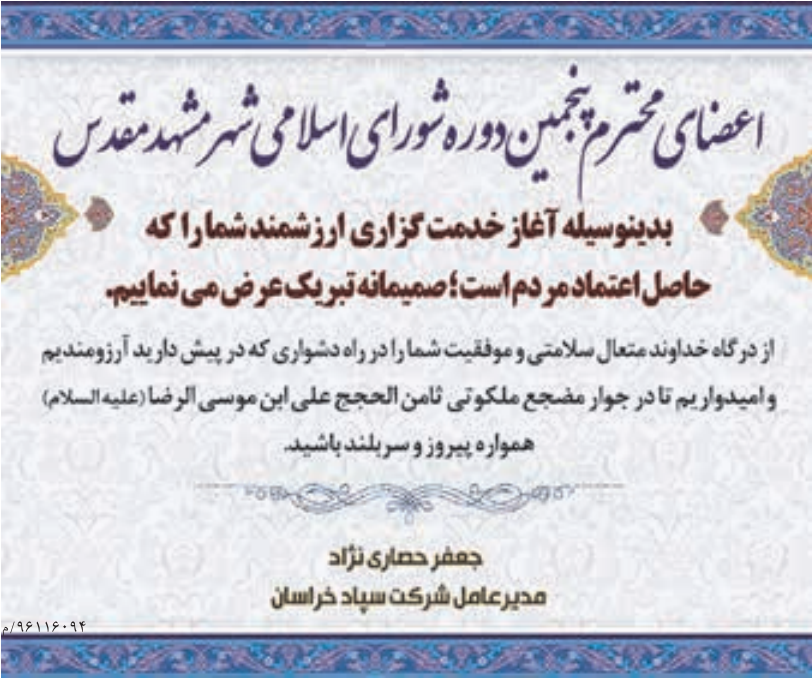 اعضای محترم پنجمین دوره شورای اسلامی شهر مشهد مقدس
بدینوسیله آغاز خدمت گزاری ارزشمند شما را که
حاصل اعتماد مردم است؛ صمیمانه تبریک عرض می نماییم.
از درگاه خداوند متعال سلامتی و موفقیت شما را در راه دشواری که در پیش دارید آرزومندیم
و امیدواریم تا در جوار مضجع ملکوتی ثامن الحجج علی ابن موسی الرضا (علیه السلام)
همواره پیروز و سربلند باشید.
جعفر حصاری نژاد
مدیرعامل شرکت سپاد خراسان
۹۶۱۱۶۰۹۴/م